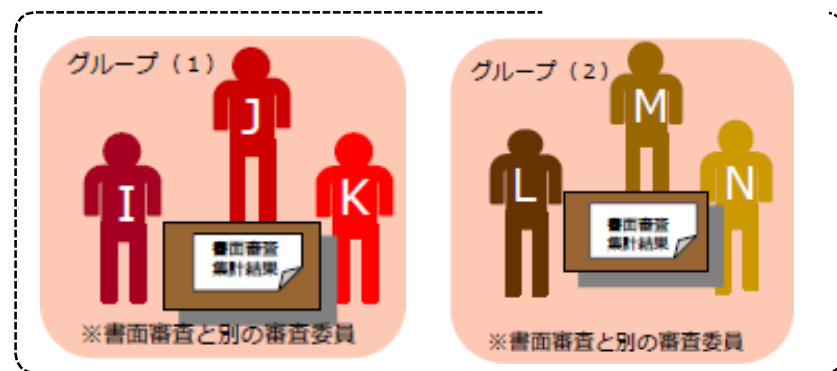 グループ（１）
J
I
K
書面審査
集計結果
※書面審査と別の審査委員
グループ（２）
M
L
N
書面審査
集計結果
※書面審査と別の審査委員